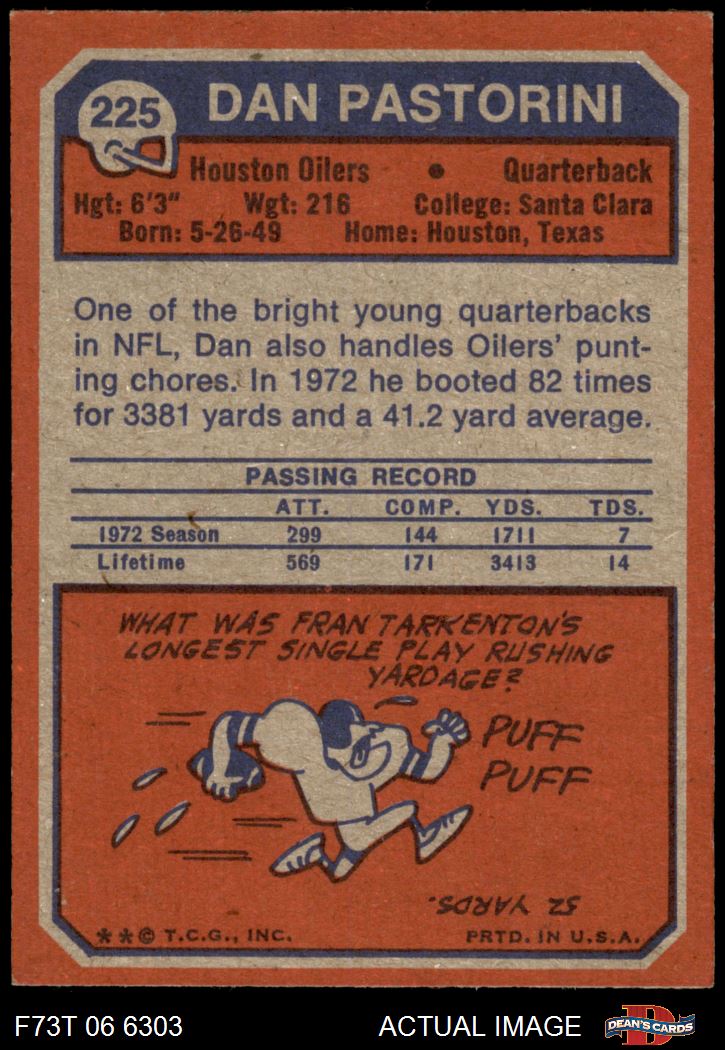 225
DAN PASTORINI
Houston Oilers • Quarterback
Hgt: 6'3" Wgt: 216 College: Santa Clara
Born: 5-26-49 Home: Houston, Texas
One of the bright young quarterbacks
in NFL, Dan also handles Oilers' punt-
ing chores. In 1972 he booted 82 times
for 3381 yards and a 41.2 yard average.
PASSING RECORD
ATT. COMP. YDS. TDS.
1972 Season 299 144 1711 7
Lifetime 569 171 3413 14
WHAT WAS FRAN TARKENTON'S
LONGEST SINGLE PLAY RUSHING
YARDAGE?
PUFF
PUFF
52 YARDS.
**© T.C.G., INC. PRTD. IN U.S.A.
F73T 06 6303 ACTUAL IMAGE
D
DEAN'S CARDS